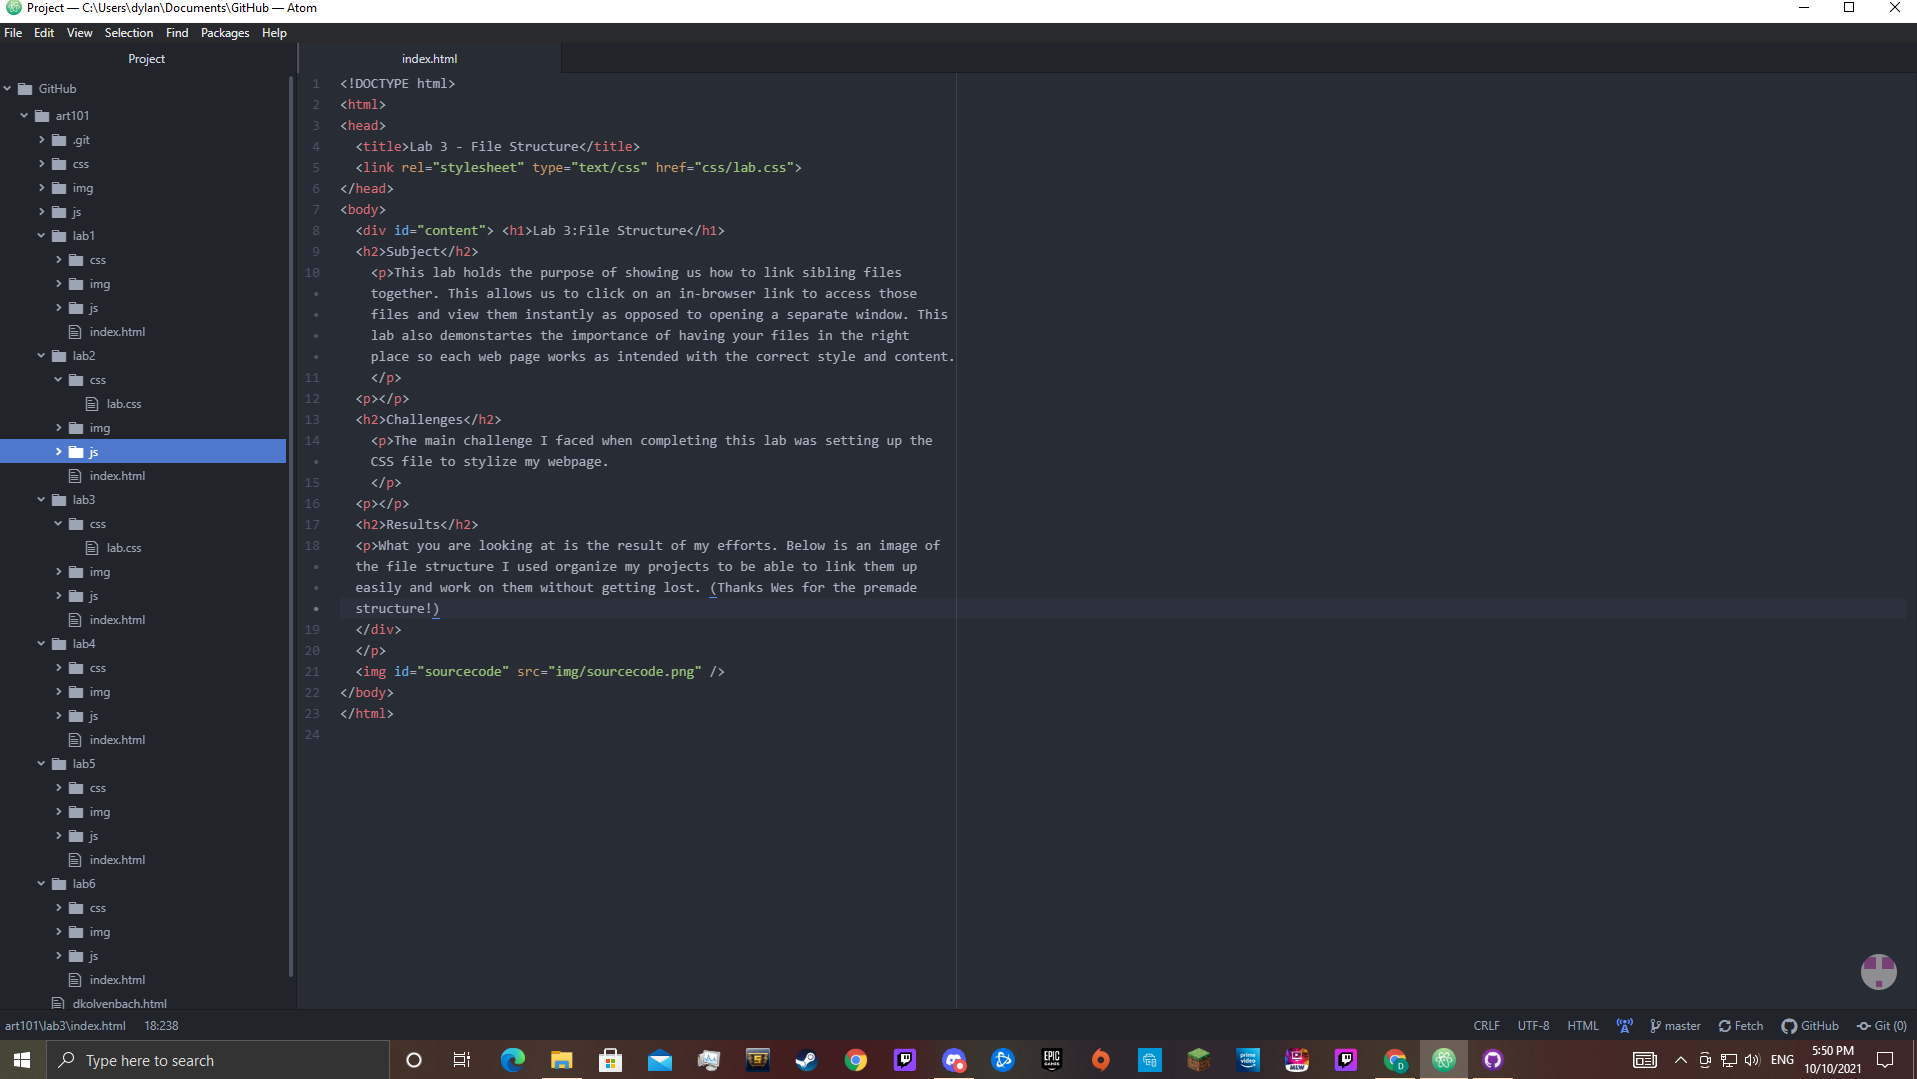 Project — C:\Users\dylan\Documents\GitHub — Atom
File Edit View Selection Find Packages Help
Project
index.html
GitHub
art101
.git
css
img
js
lab1
css
img
js
index.html
lab2
css
lab.css
img
js
index.html
lab3
css
lab.css
img
js
index.html
lab4
css
img
js
index.html
lab5
css
img
js
index.html
lab6
css
img
js
index.html
dkolvenbach.html
1 <!DOCTYPE html>
2 <html>
3 <head>
4 <title>Lab 3 - File Structure</title>
5 <link rel="stylesheet" type="text/css" href="css/lab.css">
6 </head>
7 <body>
8 <div id="content"> <h1>Lab 3:File Structure</h1>
9 <h2>Subject</h2>
10 <p>This lab holds the purpose of showing us how to link sibling files
• together. This allows us to click on an in-browser link to access those
• files and view them instantly as opposed to opening a separate window. This
• lab also demonstartes the importance of having your files in the right
• place so each web page works as intended with the correct style and content.
11 </p>
12 <p></p>
13 <h2>Challenges</h2>
14 <p>The main challenge I faced when completing this lab was setting up the
• CSS file to stylize my webpage.
15 </p>
16 <p></p>
17 <h2>Results</h2>
18 <p>What you are looking at is the result of my efforts. Below is an image of
• the file structure I used organize my projects to be able to link them up
• easily and work on them without getting lost. (Thanks Wes for the premade
• structure!)
19 </div>
20 </p>
21 <img id="sourcecode" src="img/sourcecode.png" />
22 </body>
23 </html>
24
art101\lab3\index.html 18:238
CRLF UTF-8 HTML master Fetch GitHub Git (0)
Type here to search
EPIC GAMES
prime video
MLW
D
ENG
5:50 PM
10/10/2021